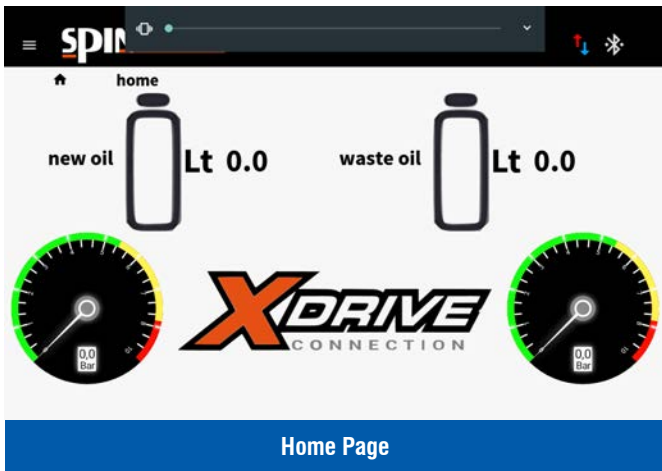 home
new oil
Lt 0.0
waste oil
Lt 0.0
0,0
Bar
XDRIVE
CONNECTION
0,0
Bar
Home Page